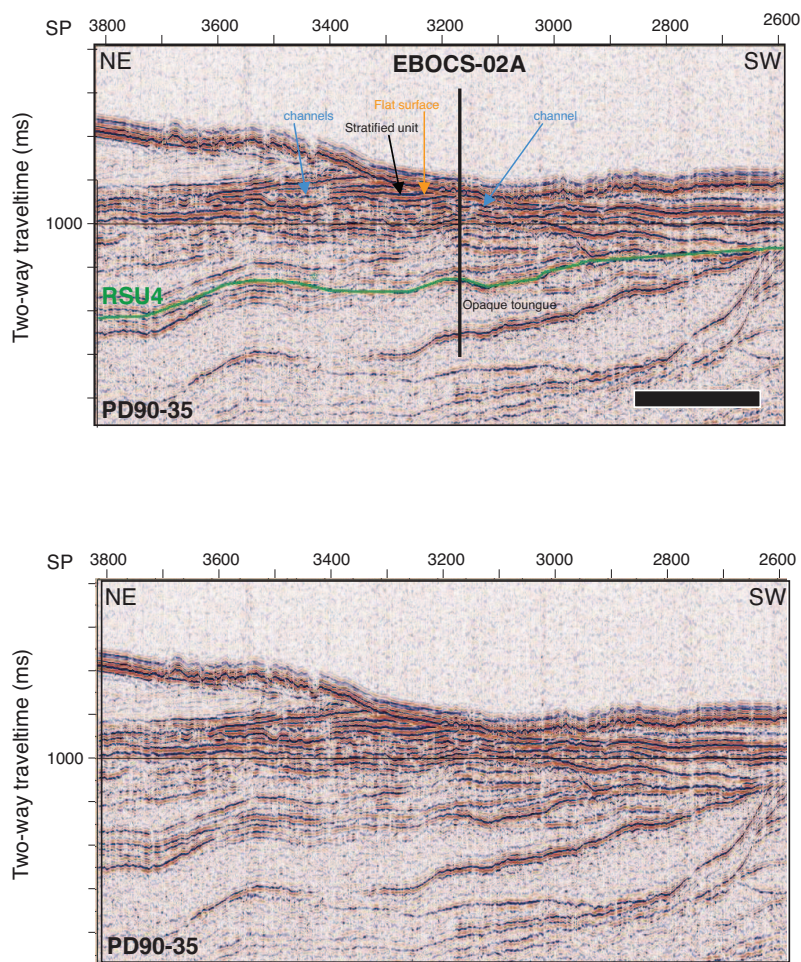 SP
3800 3600 3400 3200 3000 2800 2600
NE EBOCS-02A SW
Flat surface
channels channel
Stratified unit
Two-way traveltime (ms)
1000
RSU4
Opaque toungue
PD90-35
SP
3800 3600 3400 3200 3000 2800 2600
NE SW
Two-way traveltime (ms)
1000
PD90-35